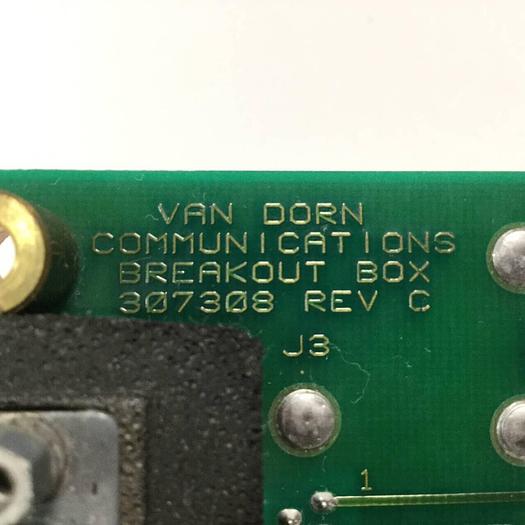 VAN DORN
COMMUNICATIONS
BREAKOUT BOX
307308 REV C
J3
1